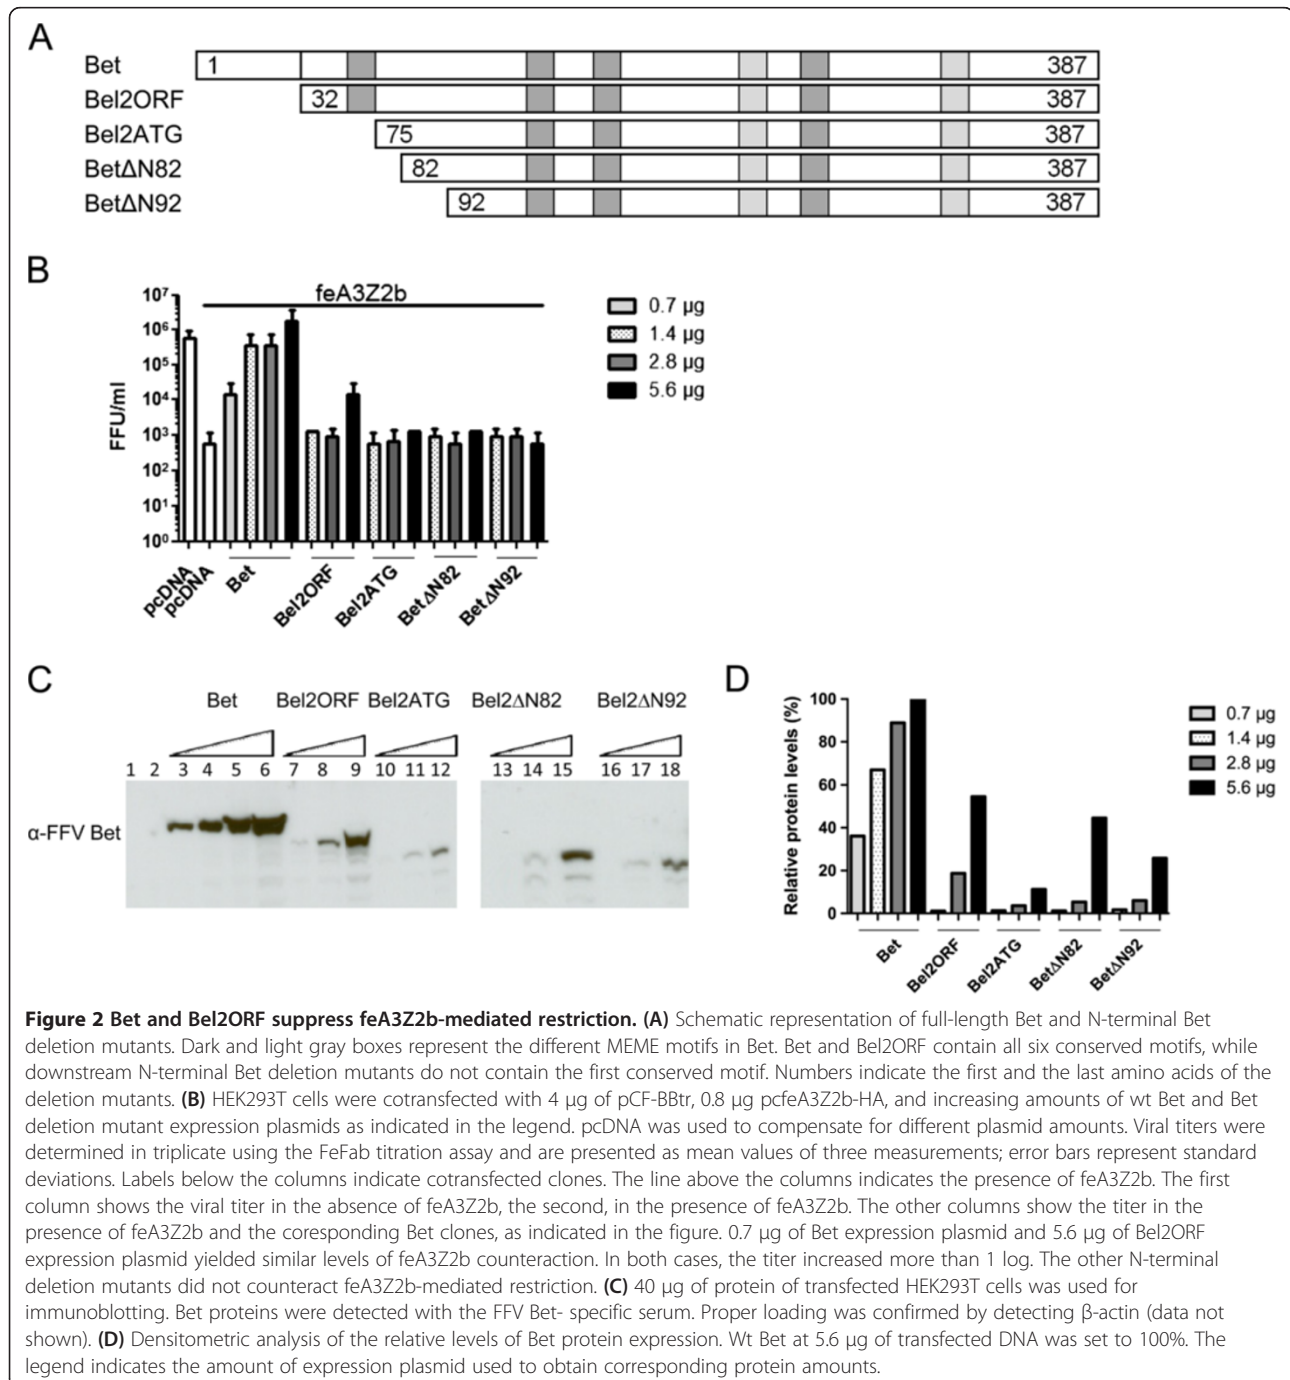 A
Bet 1 387
Bel2ORF 32 387
Bel2ATG 75 387
BetΔN82 82 387
BetΔN92 92 387
B
feA3Z2b
10⁷
10⁶
10⁵
10⁴
10³
10²
10¹
10⁰
FFU/ml
0.7 µg
1.4 µg
2.8 µg
5.6 µg
pcDNA
pcDNA
Bet
Bel2ORF
Bel2ATG
BetΔN82
BetΔN92
C
Bet Bel2ORF Bel2ATG Bel2ΔN82 Bel2ΔN92
1 2 3 4 5 6 7 8 9 10 11 12 13 14 15 16 17 18
α-FFV Bet
D
Relative protein levels (%)
100
80
60
40
20
0
0.7 µg
1.4 µg
2.8 µg
5.6 µg
Bet
Bel2ORF
Bel2ATG
BetΔN82
BetΔN92
Figure 2 Bet and Bel2ORF suppress feA3Z2b-mediated restriction. (A) Schematic representation of full-length Bet and N-terminal Bet
deletion mutants. Dark and light gray boxes represent the different MEME motifs in Bet. Bet and Bel2ORF contain all six conserved motifs, while
downstream N-terminal Bet deletion mutants do not contain the first conserved motif. Numbers indicate the first and the last amino acids of the
deletion mutants. (B) HEK293T cells were cotransfected with 4 µg of pCF-BBtr, 0.8 µg pcfeA3Z2b-HA, and increasing amounts of wt Bet and Bet
deletion mutant expression plasmids as indicated in the legend. pcDNA was used to compensate for different plasmid amounts. Viral titers were
determined in triplicate using the FeFab titration assay and are presented as mean values of three measurements; error bars represent standard
deviations. Labels below the columns indicate cotransfected clones. The line above the columns indicates the presence of feA3Z2b. The first
column shows the viral titer in the absence of feA3Z2b, the second, in the presence of feA3Z2b. The other columns show the titer in the
presence of feA3Z2b and the coresponding Bet clones, as indicated in the figure. 0.7 µg of Bet expression plasmid and 5.6 µg of Bel2ORF
expression plasmid yielded similar levels of feA3Z2b counteraction. In both cases, the titer increased more than 1 log. The other N-terminal
deletion mutants did not counteract feA3Z2b-mediated restriction. (C) 40 µg of protein of transfected HEK293T cells was used for
immunoblotting. Bet proteins were detected with the FFV Bet- specific serum. Proper loading was confirmed by detecting β-actin (data not
shown). (D) Densitometric analysis of the relative levels of Bet protein expression. Wt Bet at 5.6 µg of transfected DNA was set to 100%. The
legend indicates the amount of expression plasmid used to obtain corresponding protein amounts.